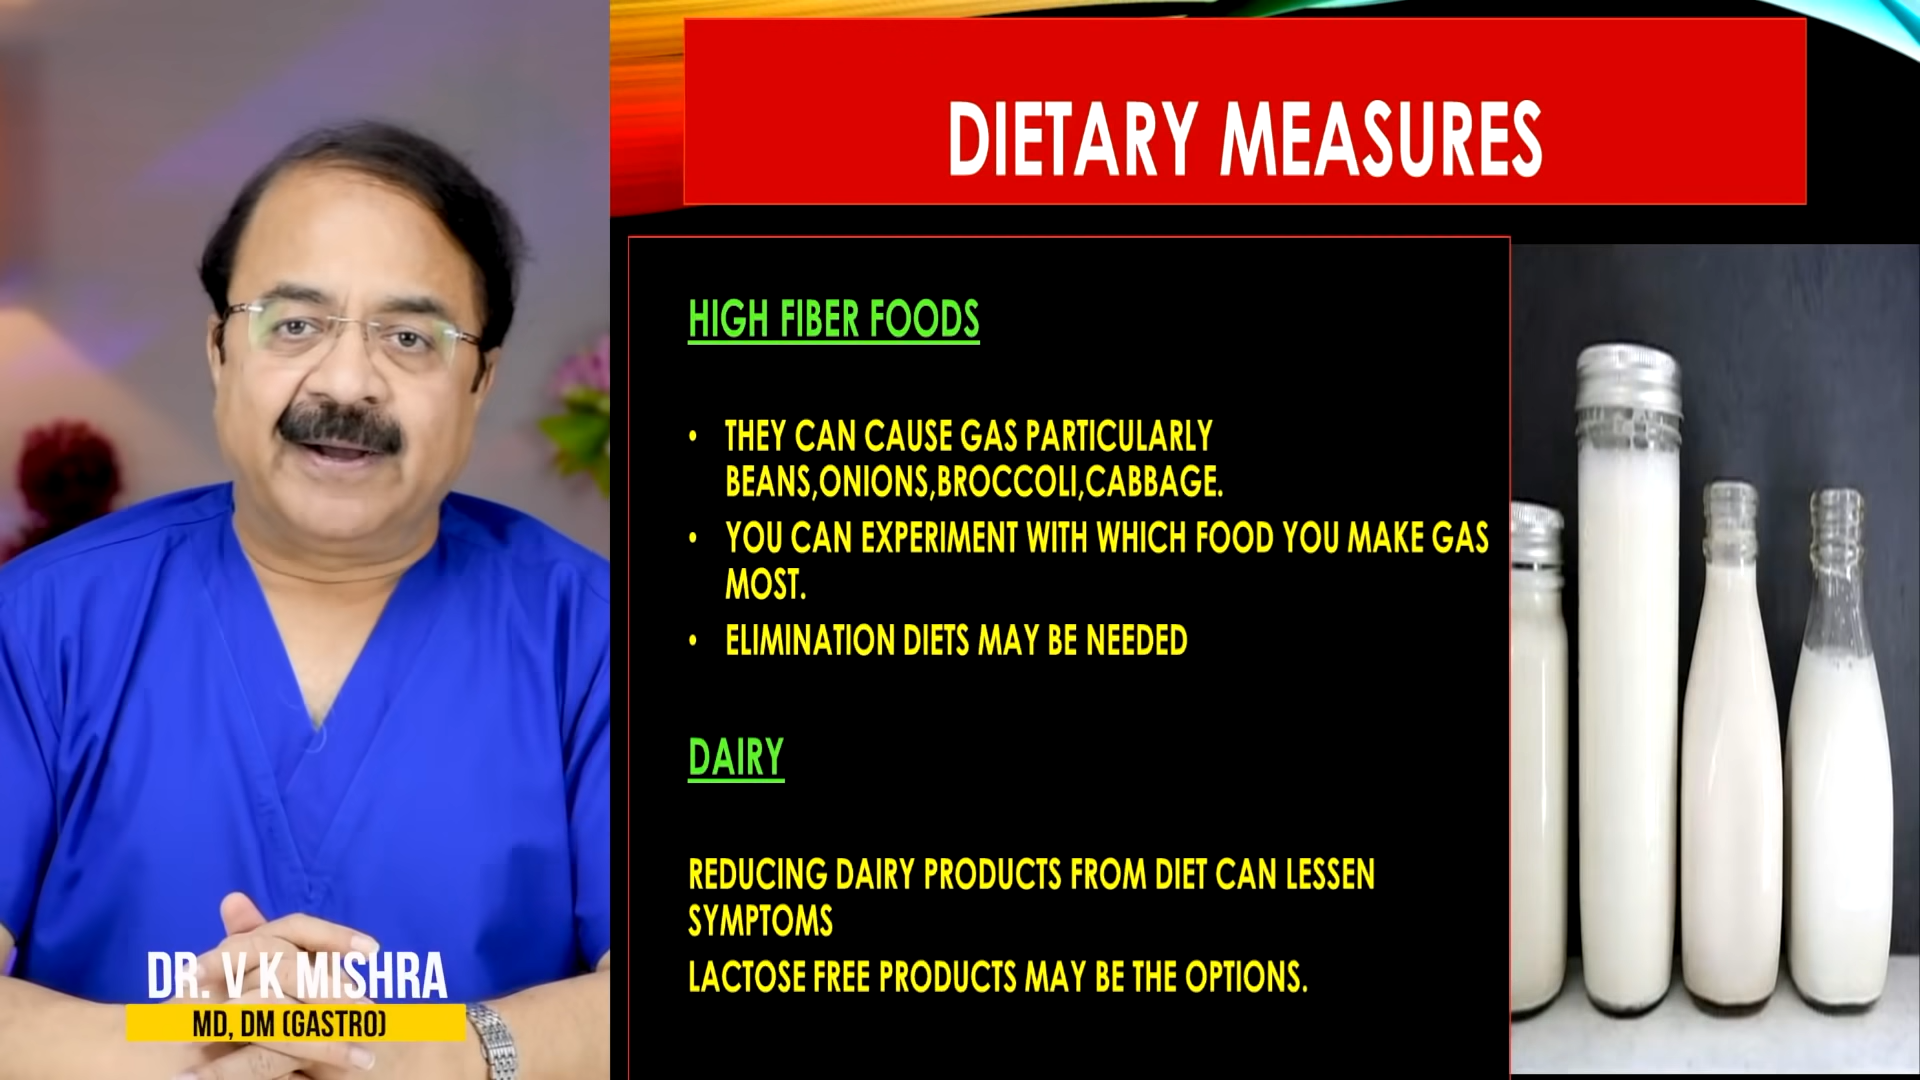 DIETARY MEASURES
HIGH FIBER FOODS
• THEY CAN CAUSE GAS PARTICULARLY
BEANS,ONIONS,BROCCOLI,CABBAGE.
• YOU CAN EXPERIMENT WITH WHICH FOOD YOU MAKE GAS
MOST.
• ELIMINATION DIETS MAY BE NEEDED
DAIRY
REDUCING DAIRY PRODUCTS FROM DIET CAN LESSEN
SYMPTOMS
LACTOSE FREE PRODUCTS MAY BE THE OPTIONS.
DR. V K MISHRA
MD, DM (GASTRO)